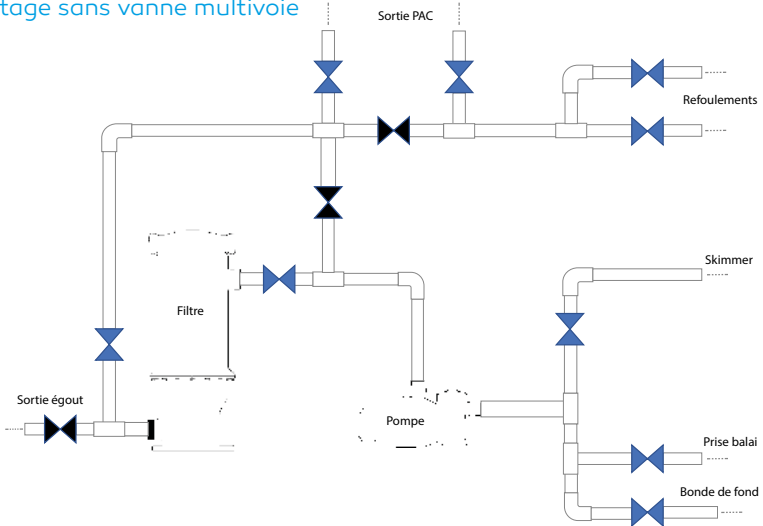 tage sans vanne multivoie
Sortie PAC
Refoulements
Skimmer
Filtre
Sortie égout
Pompe
Prise balai
Bonde de fond